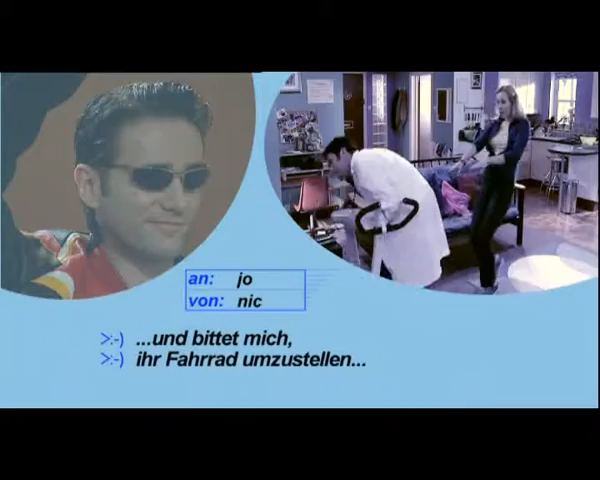 an: jo
von: nic
>:-) ...und bittet mich,
>:-) ihr Fahrrad umzustellen...